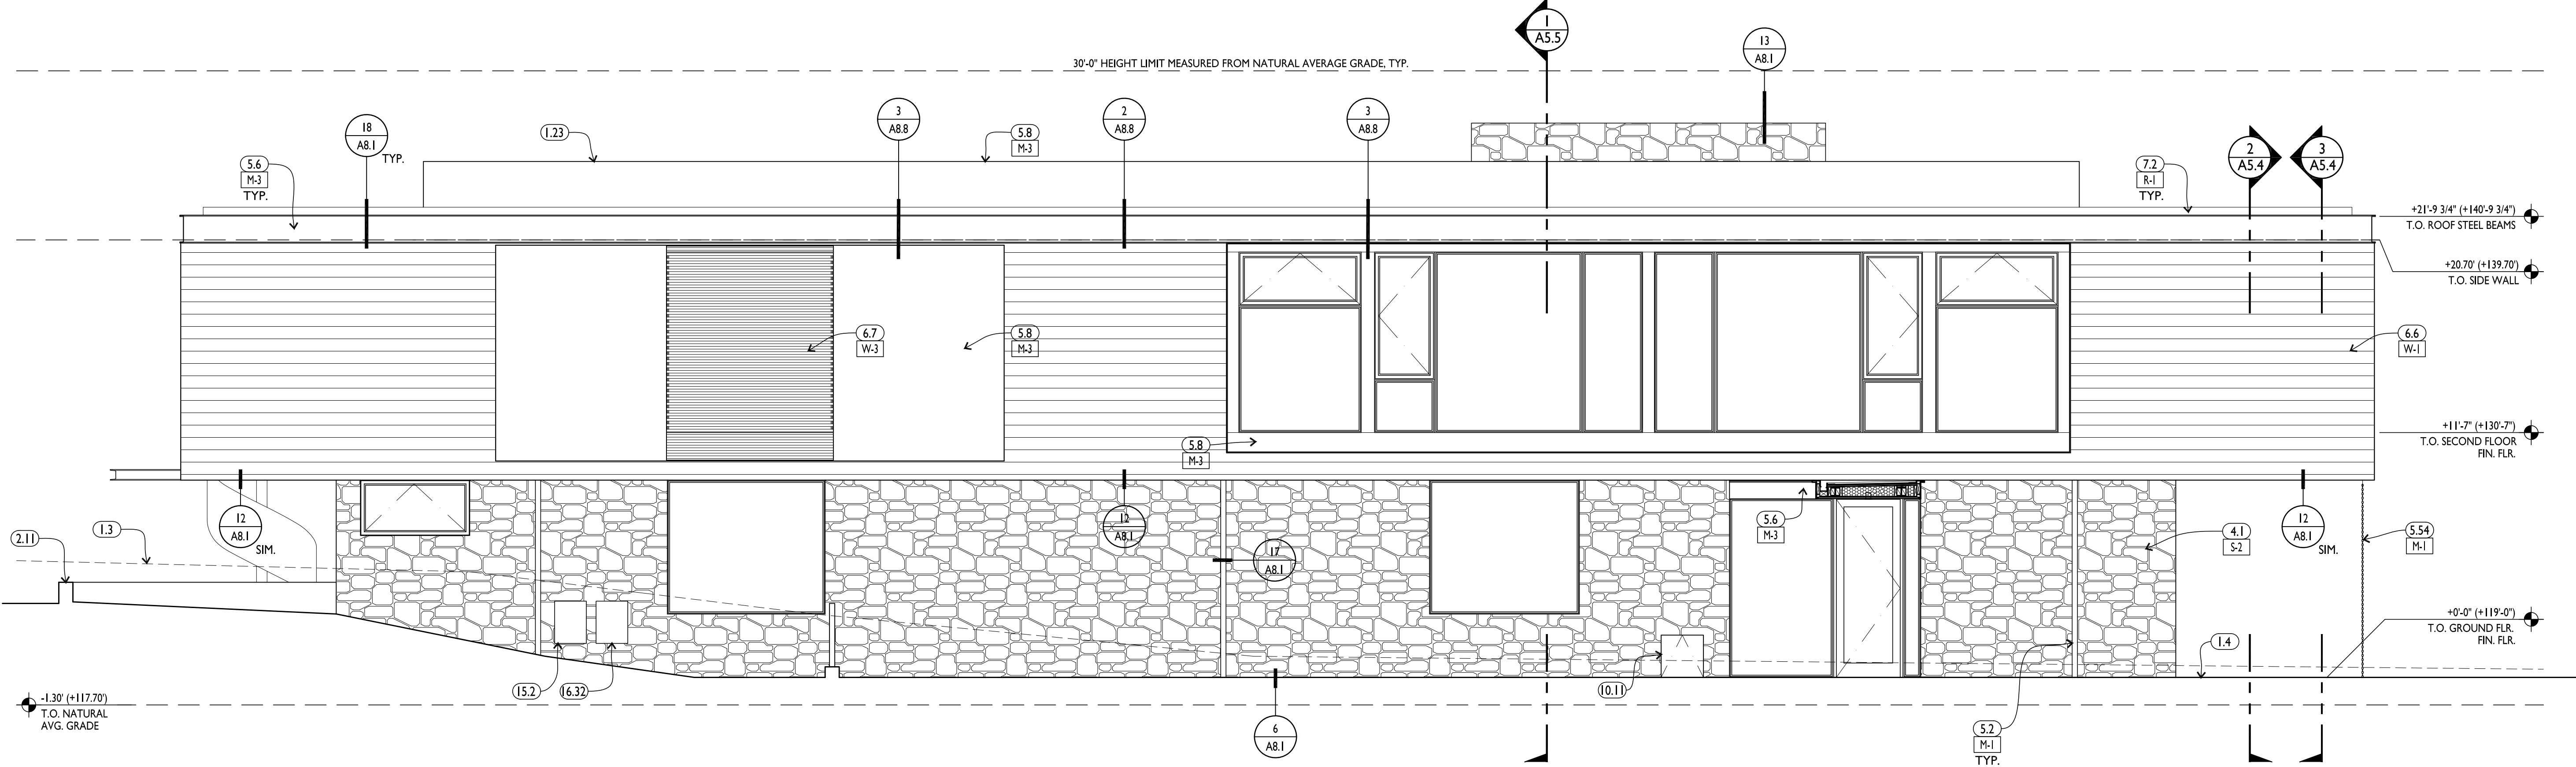 1
A5.5
13
A8.1
30'-0" HEIGHT LIMIT MEASURED FROM NATURAL AVERAGE GRADE, TYP.
18
A8.1
TYP.
1.23
3
A8.8
2
A8.8
5.8
M-3
3
A8.8
5.6
M-3
TYP.
7.2
R-1
TYP.
2
A5.4
3
A5.4
+21'-9 3/4" (+140'-9 3/4")
T.O. ROOF STEEL BEAMS
+20.70' (+139.70')
T.O. SIDE WALL
6.7
W-3
5.8
M-3
6.6
W-1
5.8
M-3
+11'-7" (+130'-7")
T.O. SECOND FLOOR
FIN. FLR.
2.11
1.3
12
A8.1
SIM.
12
A8.1
17
A8.1
5.6
M-3
4.1
S-2
12
A8.1
SIM.
5.54
M-1
+0'-0" (+119'-0")
T.O. GROUND FLR.
FIN. FLR.
1.4
15.2
16.32
10.11
-1.30' (+117.70')
T.O. NATURAL
AVG. GRADE
6
A8.1
5.2
M-1
TYP.